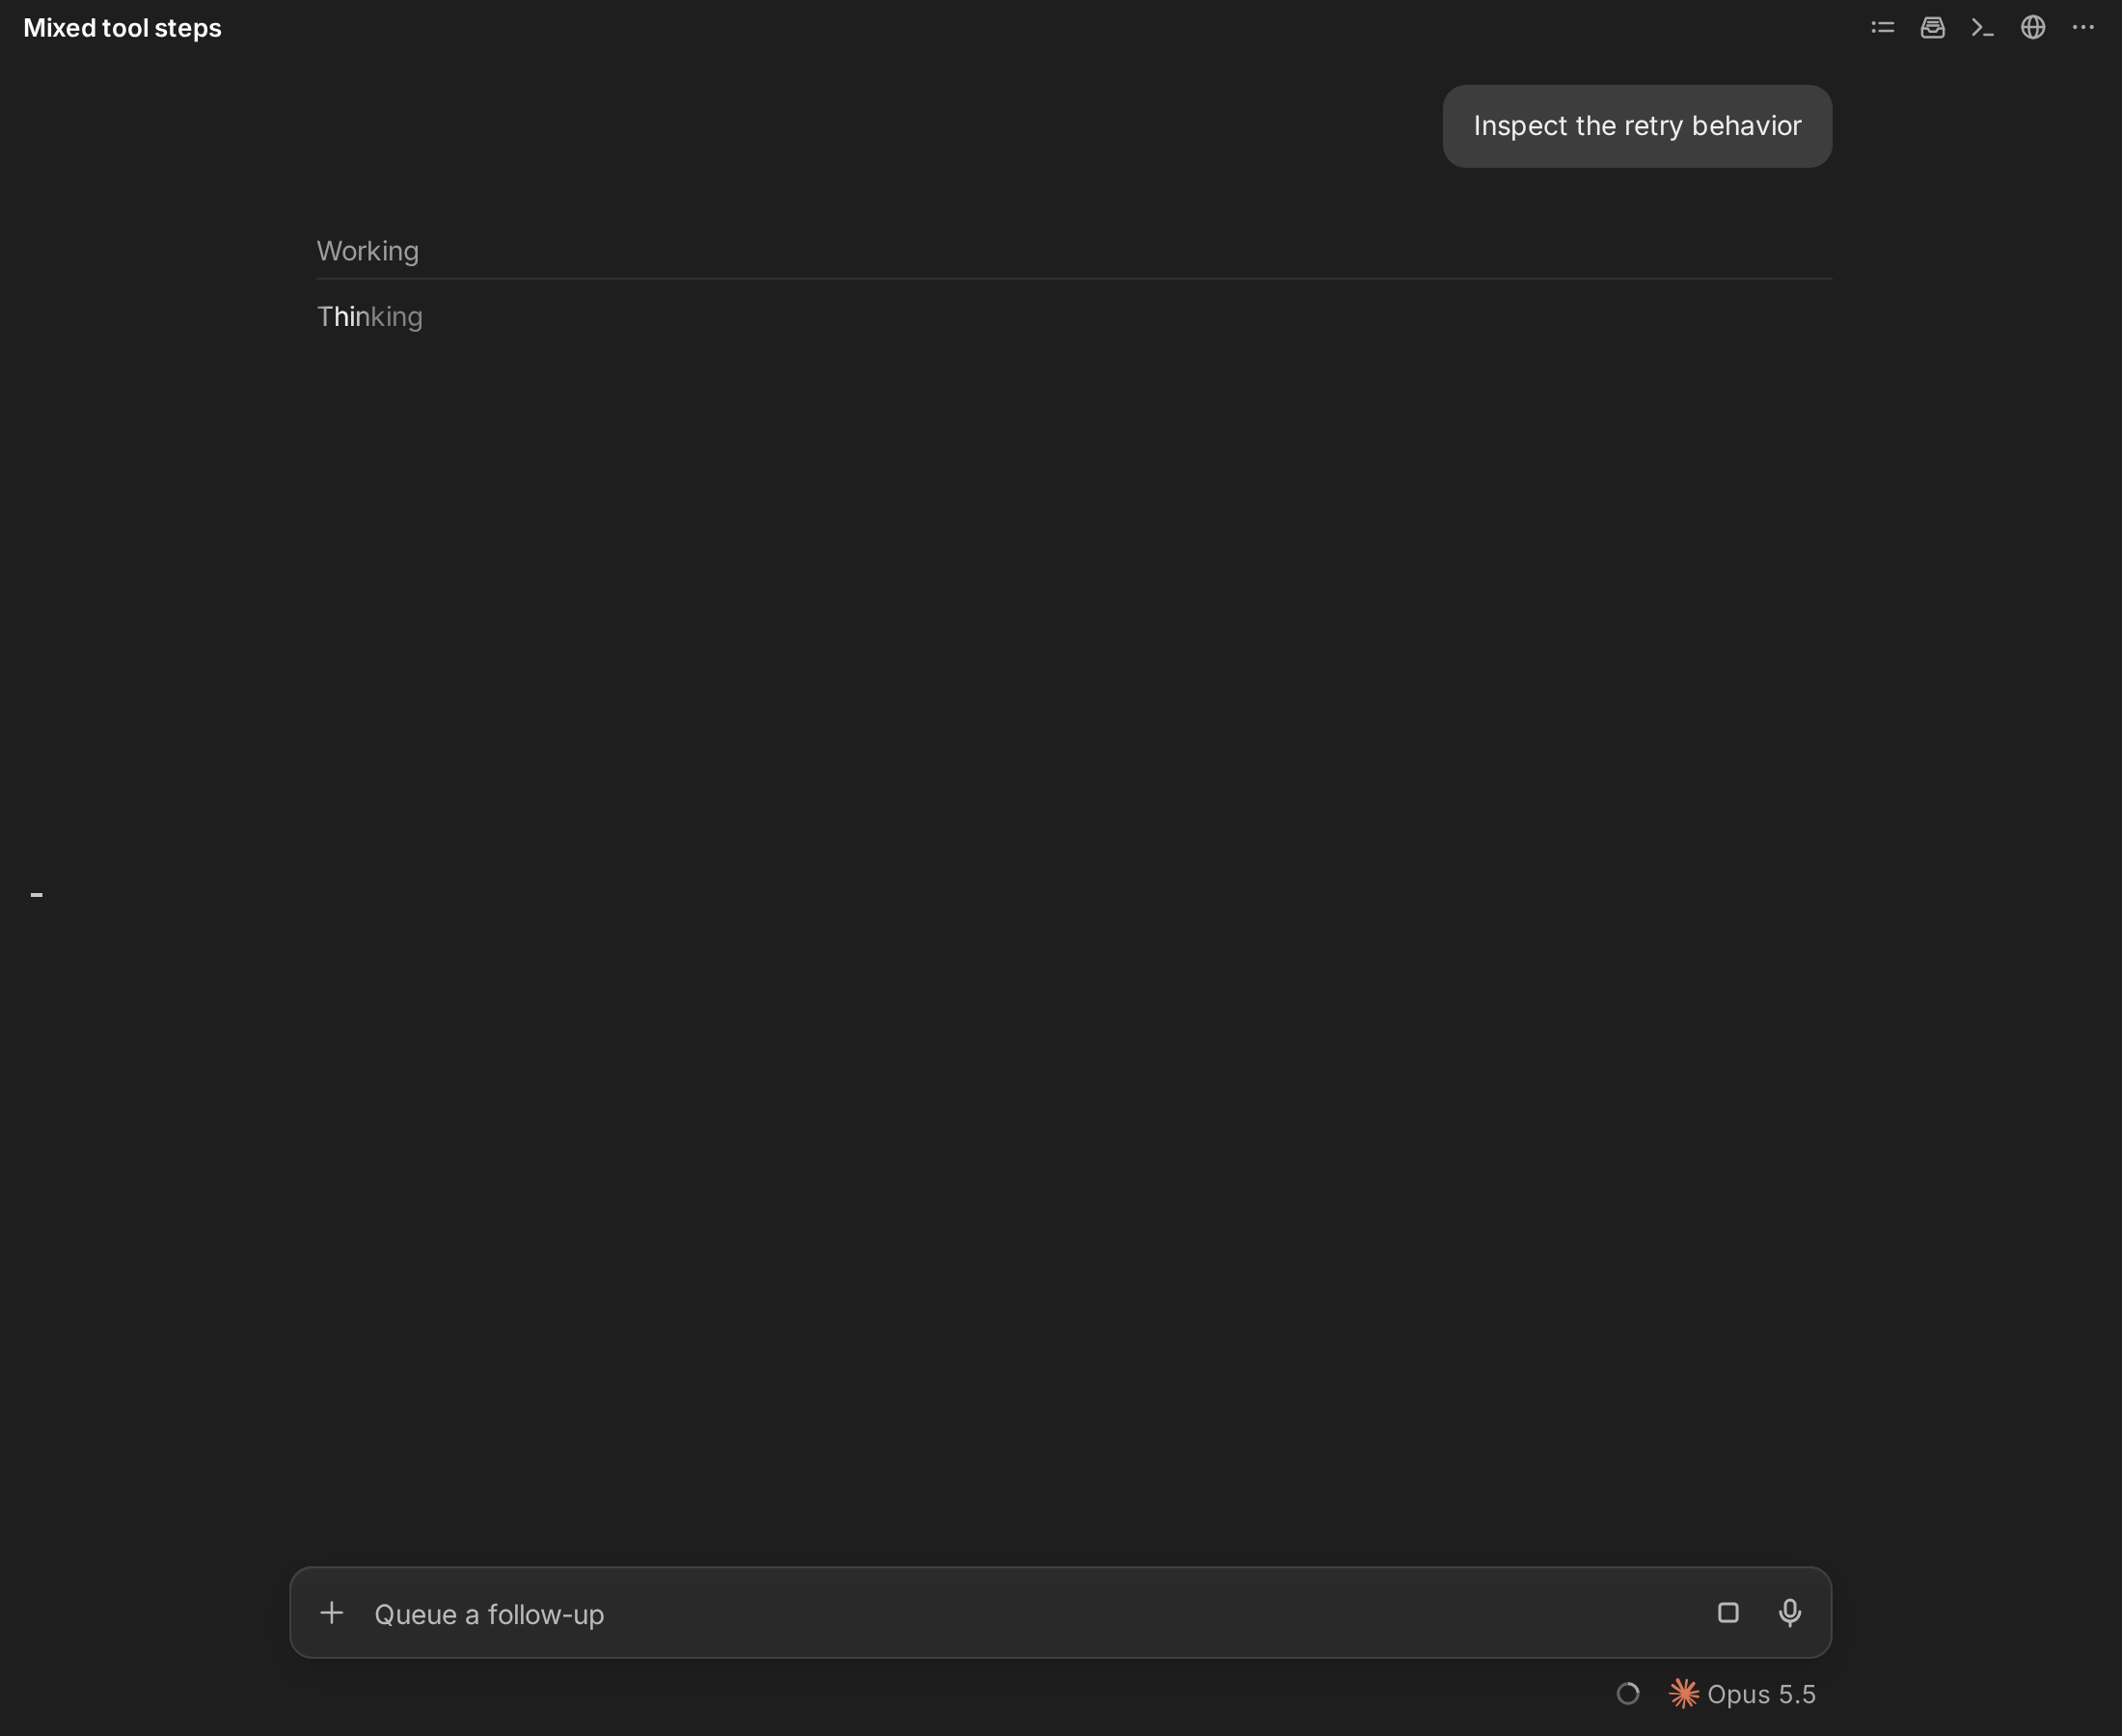 Mixed tool steps
Inspect the retry behavior
Working
Thinking
Queue a follow-up
Opus 5.5